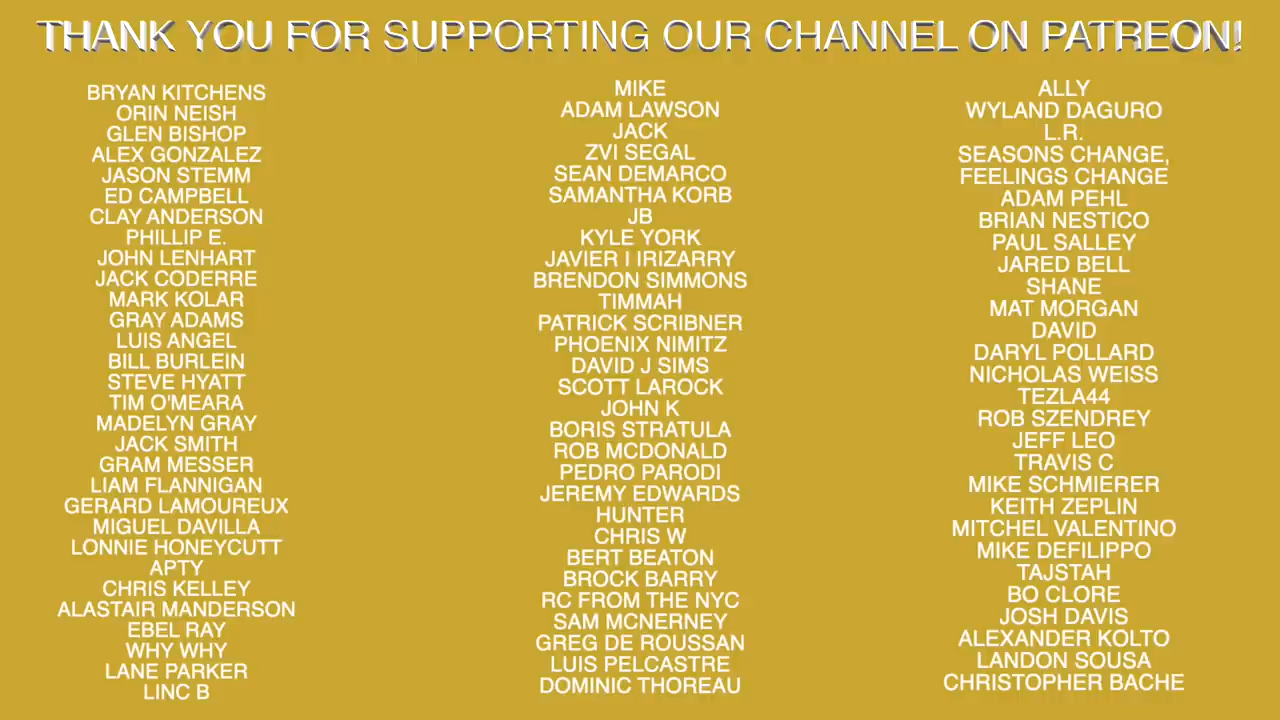 THANK YOU FOR SUPPORTING OUR CHANNEL ON PATREON!
BRYAN KITCHENS
ORIN NEISH
GLEN BISHOP
ALEX GONZALEZ
JASON STEMM
ED CAMPBELL
CLAY ANDERSON
PHILLIP E.
JOHN LENHART
JACK CODERRE
MARK KOLAR
GRAY ADAMS
LUIS ANGEL
BILL BURLEIN
STEVE HYATT
TIM O'MEARA
MADELYN GRAY
JACK SMITH
GRAM MESSER
LIAM FLANNIGAN
GERARD LAMOUREUX
MIGUEL DAVILLA
LONNIE HONEYCUTT
APTY
CHRIS KELLEY
ALASTAIR MANDERSON
EBEL RAY
WHY WHY
LANE PARKER
LINC B
MIKE
ADAM LAWSON
JACK
ZVI SEGAL
SEAN DEMARCO
SAMANTHA KORB
JB
KYLE YORK
JAVIER I IRIZARRY
BRENDON SIMMONS
TIMMAH
PATRICK SCRIBNER
PHOENIX NIMITZ
DAVID J SIMS
SCOTT LAROCK
JOHN K
BORIS STRATULA
ROB MCDONALD
PEDRO PARODI
JEREMY EDWARDS
HUNTER
CHRIS W
BERT BEATON
BROCK BARRY
RC FROM THE NYC
SAM MCNERNEY
GREG DE ROUSSAN
LUIS PELCASTRE
DOMINIC THOREAU
ALLY
WYLAND DAGURO
L.R.
SEASONS CHANGE,
FEELINGS CHANGE
ADAM PEHL
BRIAN NESTICO
PAUL SALLEY
JARED BELL
SHANE
MAT MORGAN
DAVID
DARYL POLLARD
NICHOLAS WEISS
TEZLA44
ROB SZENDREY
JEFF LEO
TRAVIS C
MIKE SCHMIERER
KEITH ZEPLIN
MITCHEL VALENTINO
MIKE DEFILIPPO
TAJSTAH
BO CLORE
JOSH DAVIS
ALEXANDER KOLTO
LANDON SOUSA
CHRISTOPHER BACHE